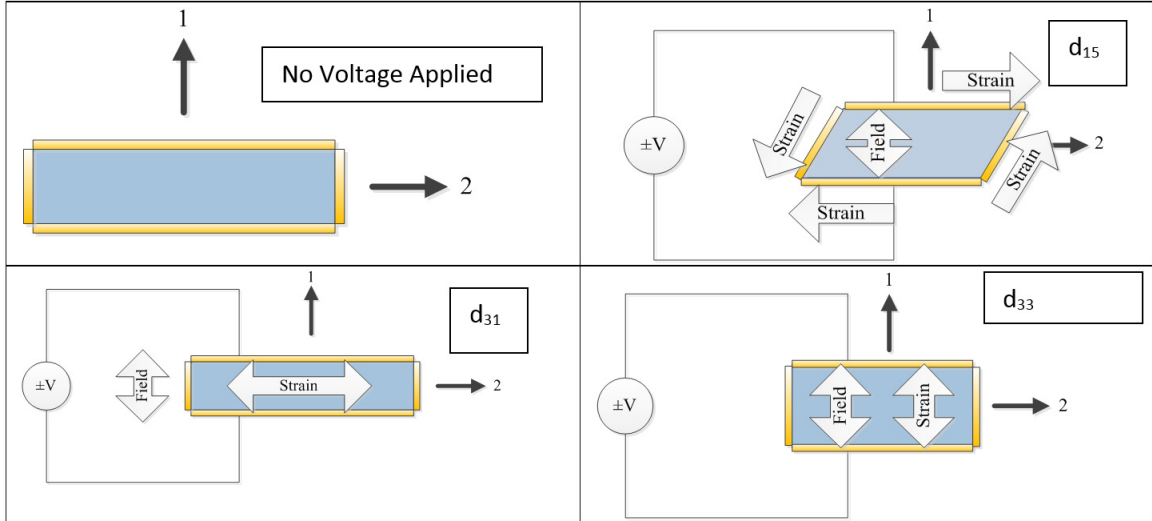 1
No Voltage Applied
2
1
d₁₅
Strain
Strain
±V
Field
2
Strain
Strain
1
d₃₁
±V
Field
Strain
2
1
d₃₃
±V
Field
Strain
2